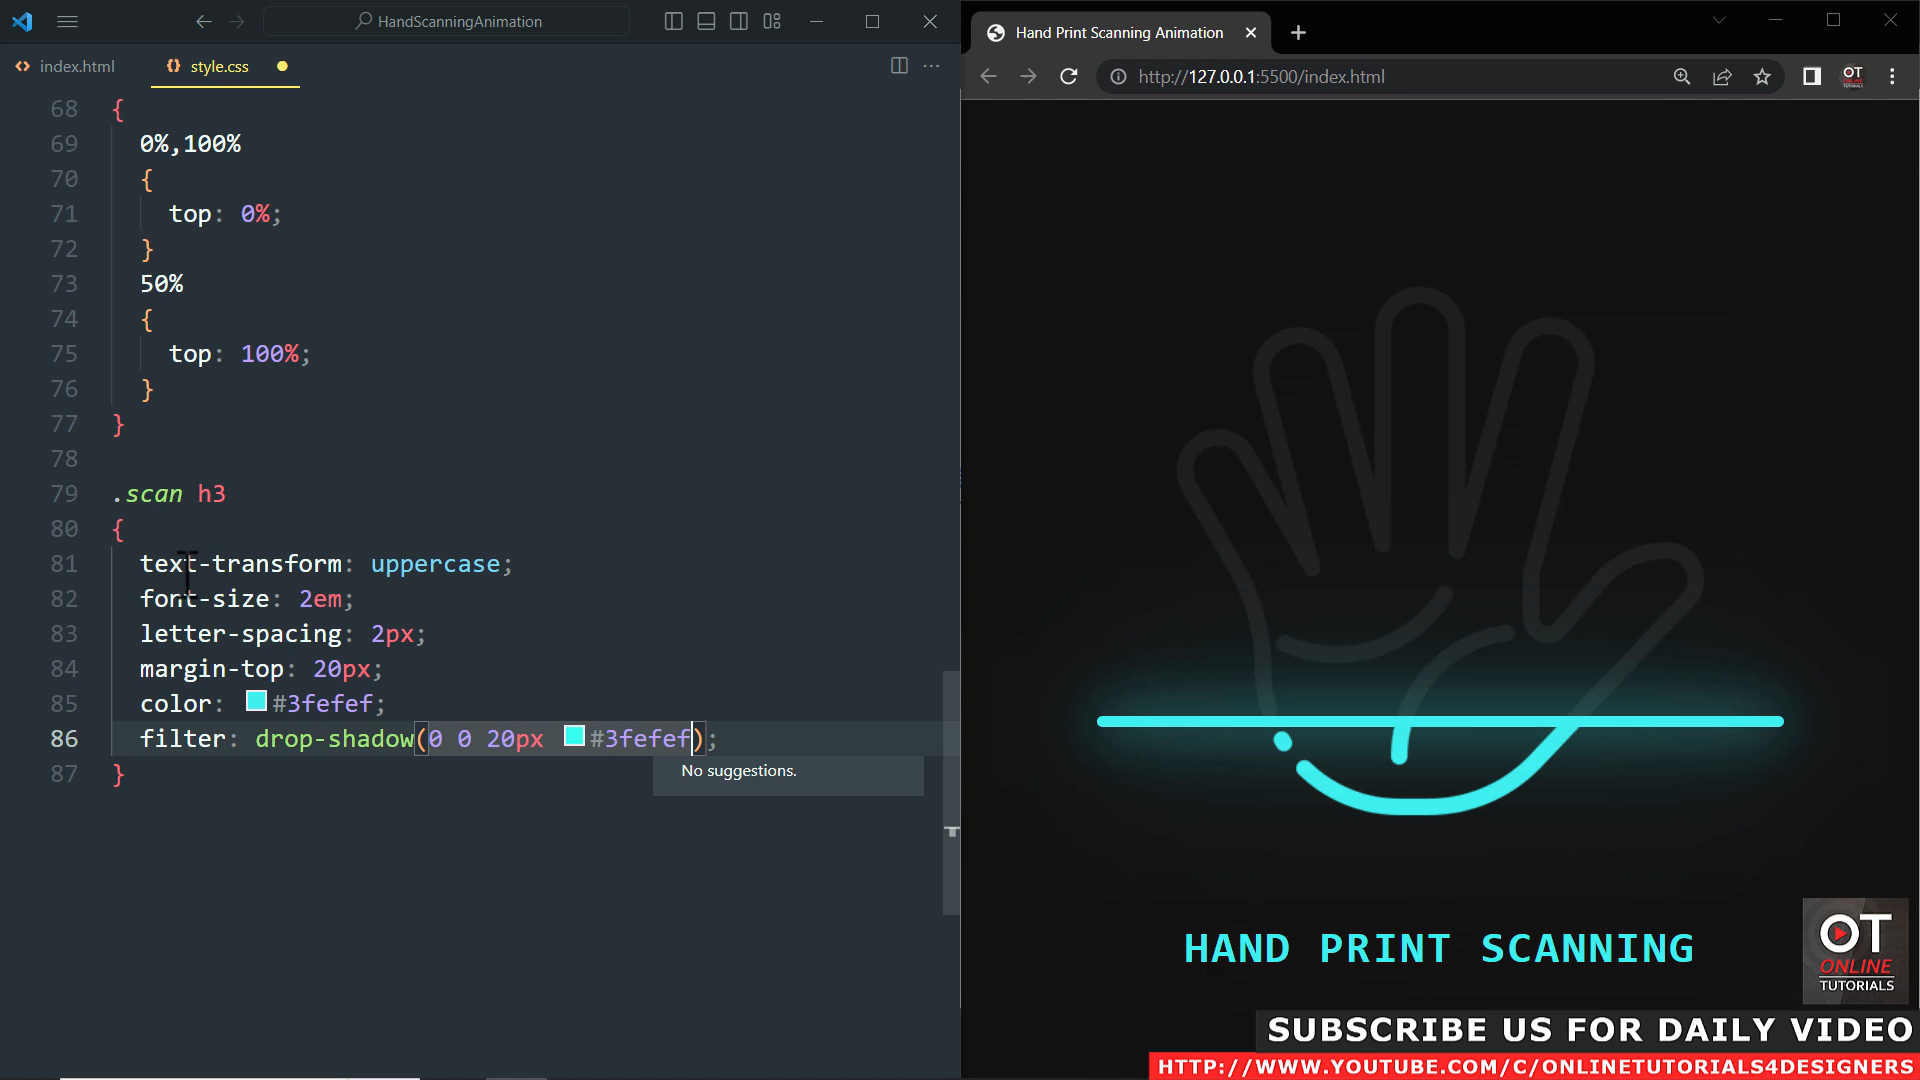 HandScanningAnimation
index.html
style.css
68 {
69 0%,100%
70 {
71 top: 0%;
72 }
73 50%
74 {
75 top: 100%;
76 }
77 }
78
79 .scan h3
80 {
81 text-transform: uppercase;
82 font-size: 2em;
83 letter-spacing: 2px;
84 margin-top: 20px;
85 color: #3fefef;
86 filter: drop-shadow(0 0 20px #3fefef);
87 }
No suggestions.
Hand Print Scanning Animation
http://127.0.0.1:5500/index.html
OT
ONLINE
TUTORIALS
HAND PRINT SCANNING
OT
ONLINE
TUTORIALS
SUBSCRIBE US FOR DAILY VIDEO
HTTP://WWW.YOUTUBE.COM/C/ONLINETUTORIALS4DESIGNERS